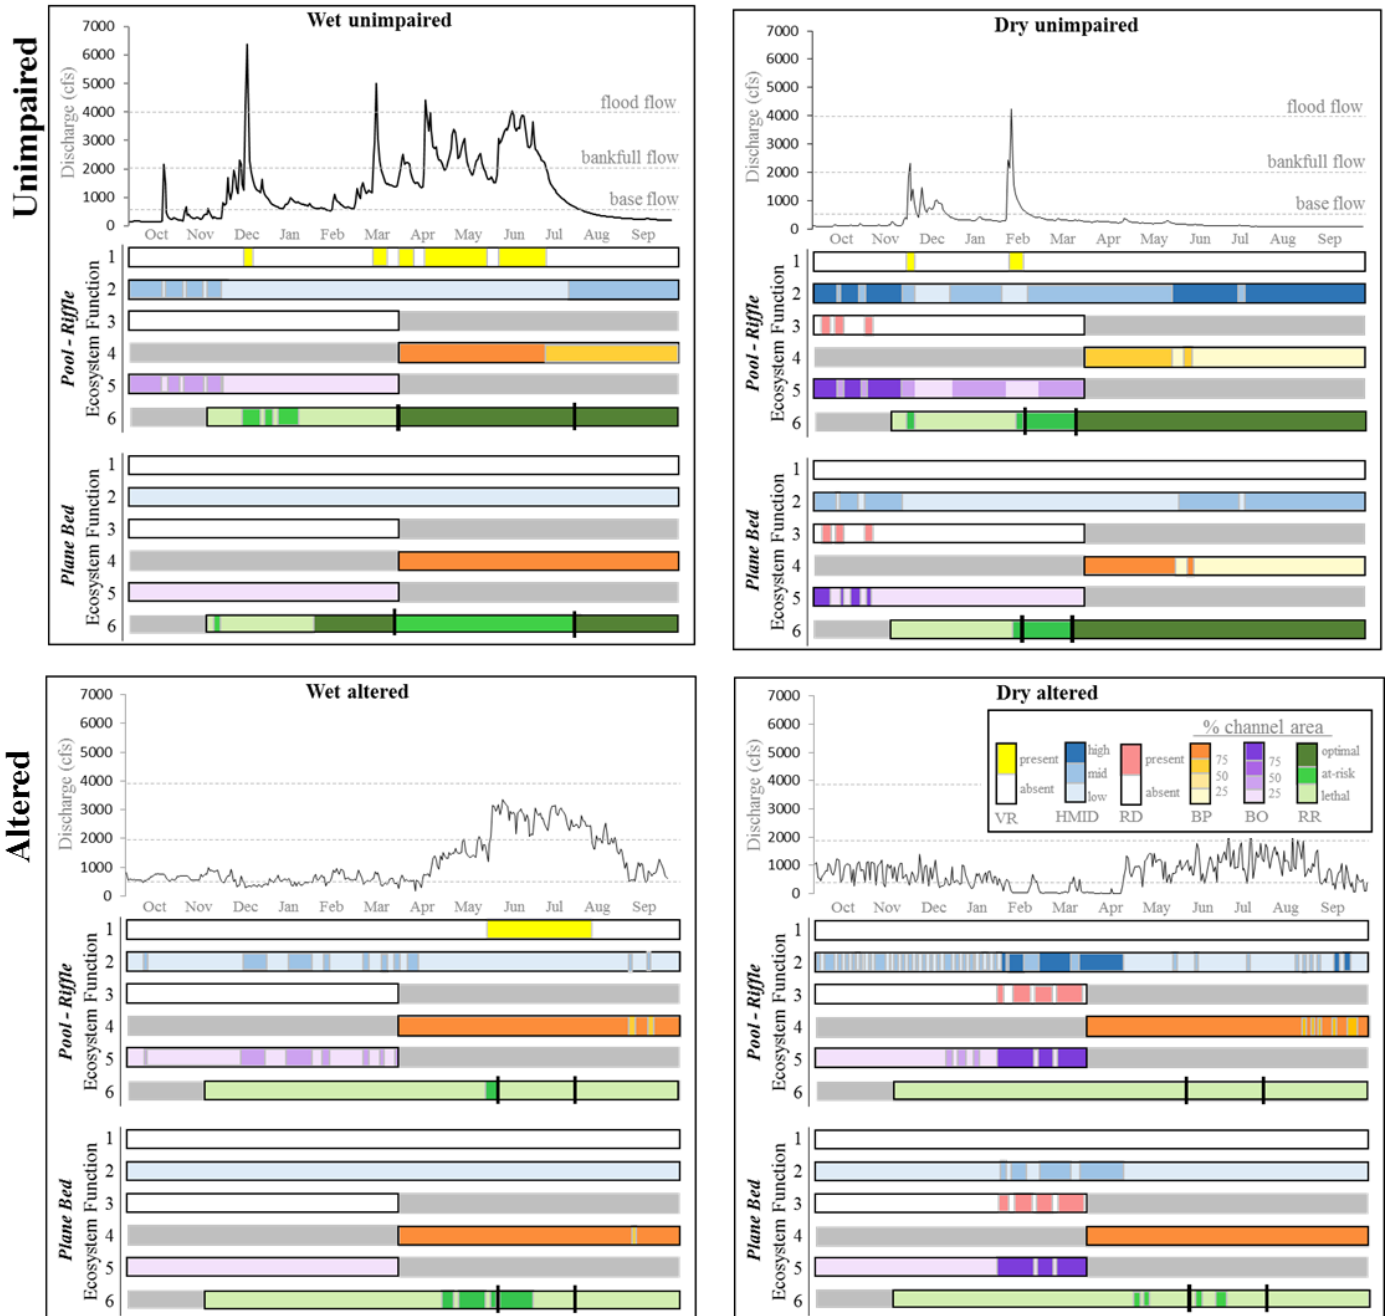 Unimpaired
Wet unimpaired
7000
6000
5000
4000
3000
2000
1000
0
Discharge (cfs)
flood flow
bankfull flow
base flow
Oct Nov Dec Jan Feb Mar Apr May Jun Jul Aug Sep
Pool - Riffle
Ecosystem Function
1
2
3
4
5
6
Plane Bed
Ecosystem Function
1
2
3
4
5
6
Dry unimpaired
7000
6000
5000
4000
3000
2000
1000
0
Discharge (cfs)
flood flow
bankfull flow
base flow
Oct Nov Dec Jan Feb Mar Apr May Jun Jul Aug Sep
Pool - Riffle
Ecosystem Function
1
2
3
4
5
6
Plane Bed
Ecosystem Function
1
2
3
4
5
6
Altered
Wet altered
7000
6000
5000
4000
3000
2000
1000
0
Discharge (cfs)
Oct Nov Dec Jan Feb Mar Apr May Jun Jul Aug Sep
Pool - Riffle
Ecosystem Function
1
2
3
4
5
6
Plane Bed
Ecosystem Function
1
2
3
4
5
6
Dry altered
7000
6000
5000
4000
3000
2000
1000
0
Discharge (cfs)
% channel area
present
absent
VR
high
mid
low
HMID
present
absent
RD
75
50
25
BP
75
50
25
BO
optimal
at-risk
lethal
RR
Oct Nov Dec Jan Feb Mar Apr May Jun Jul Aug Sep
Pool - Riffle
Ecosystem Function
1
2
3
4
5
6
Plane Bed
Ecosystem Function
1
2
3
4
5
6